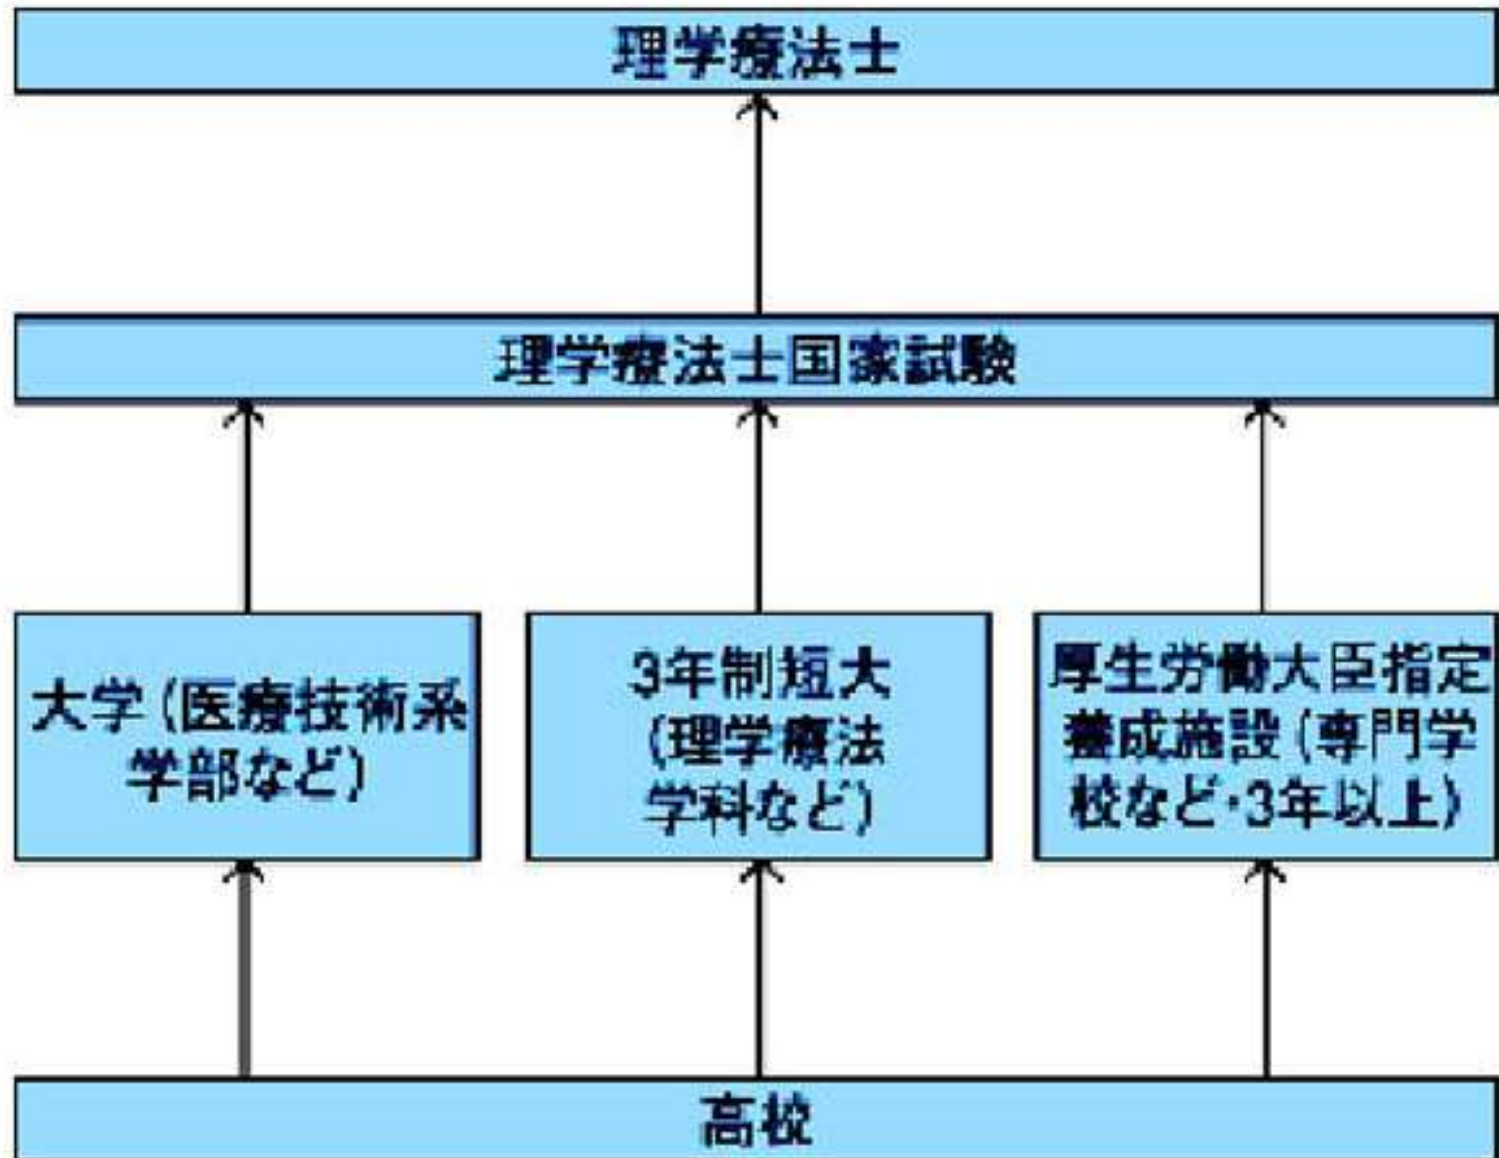 理学療法士
理学療法士国家試験
大学(医療技術系
学部など)
3年制短大
(理学療法
学科など)
厚生労働大臣指定
養成施設(専門学
校など・3年以上)
高校